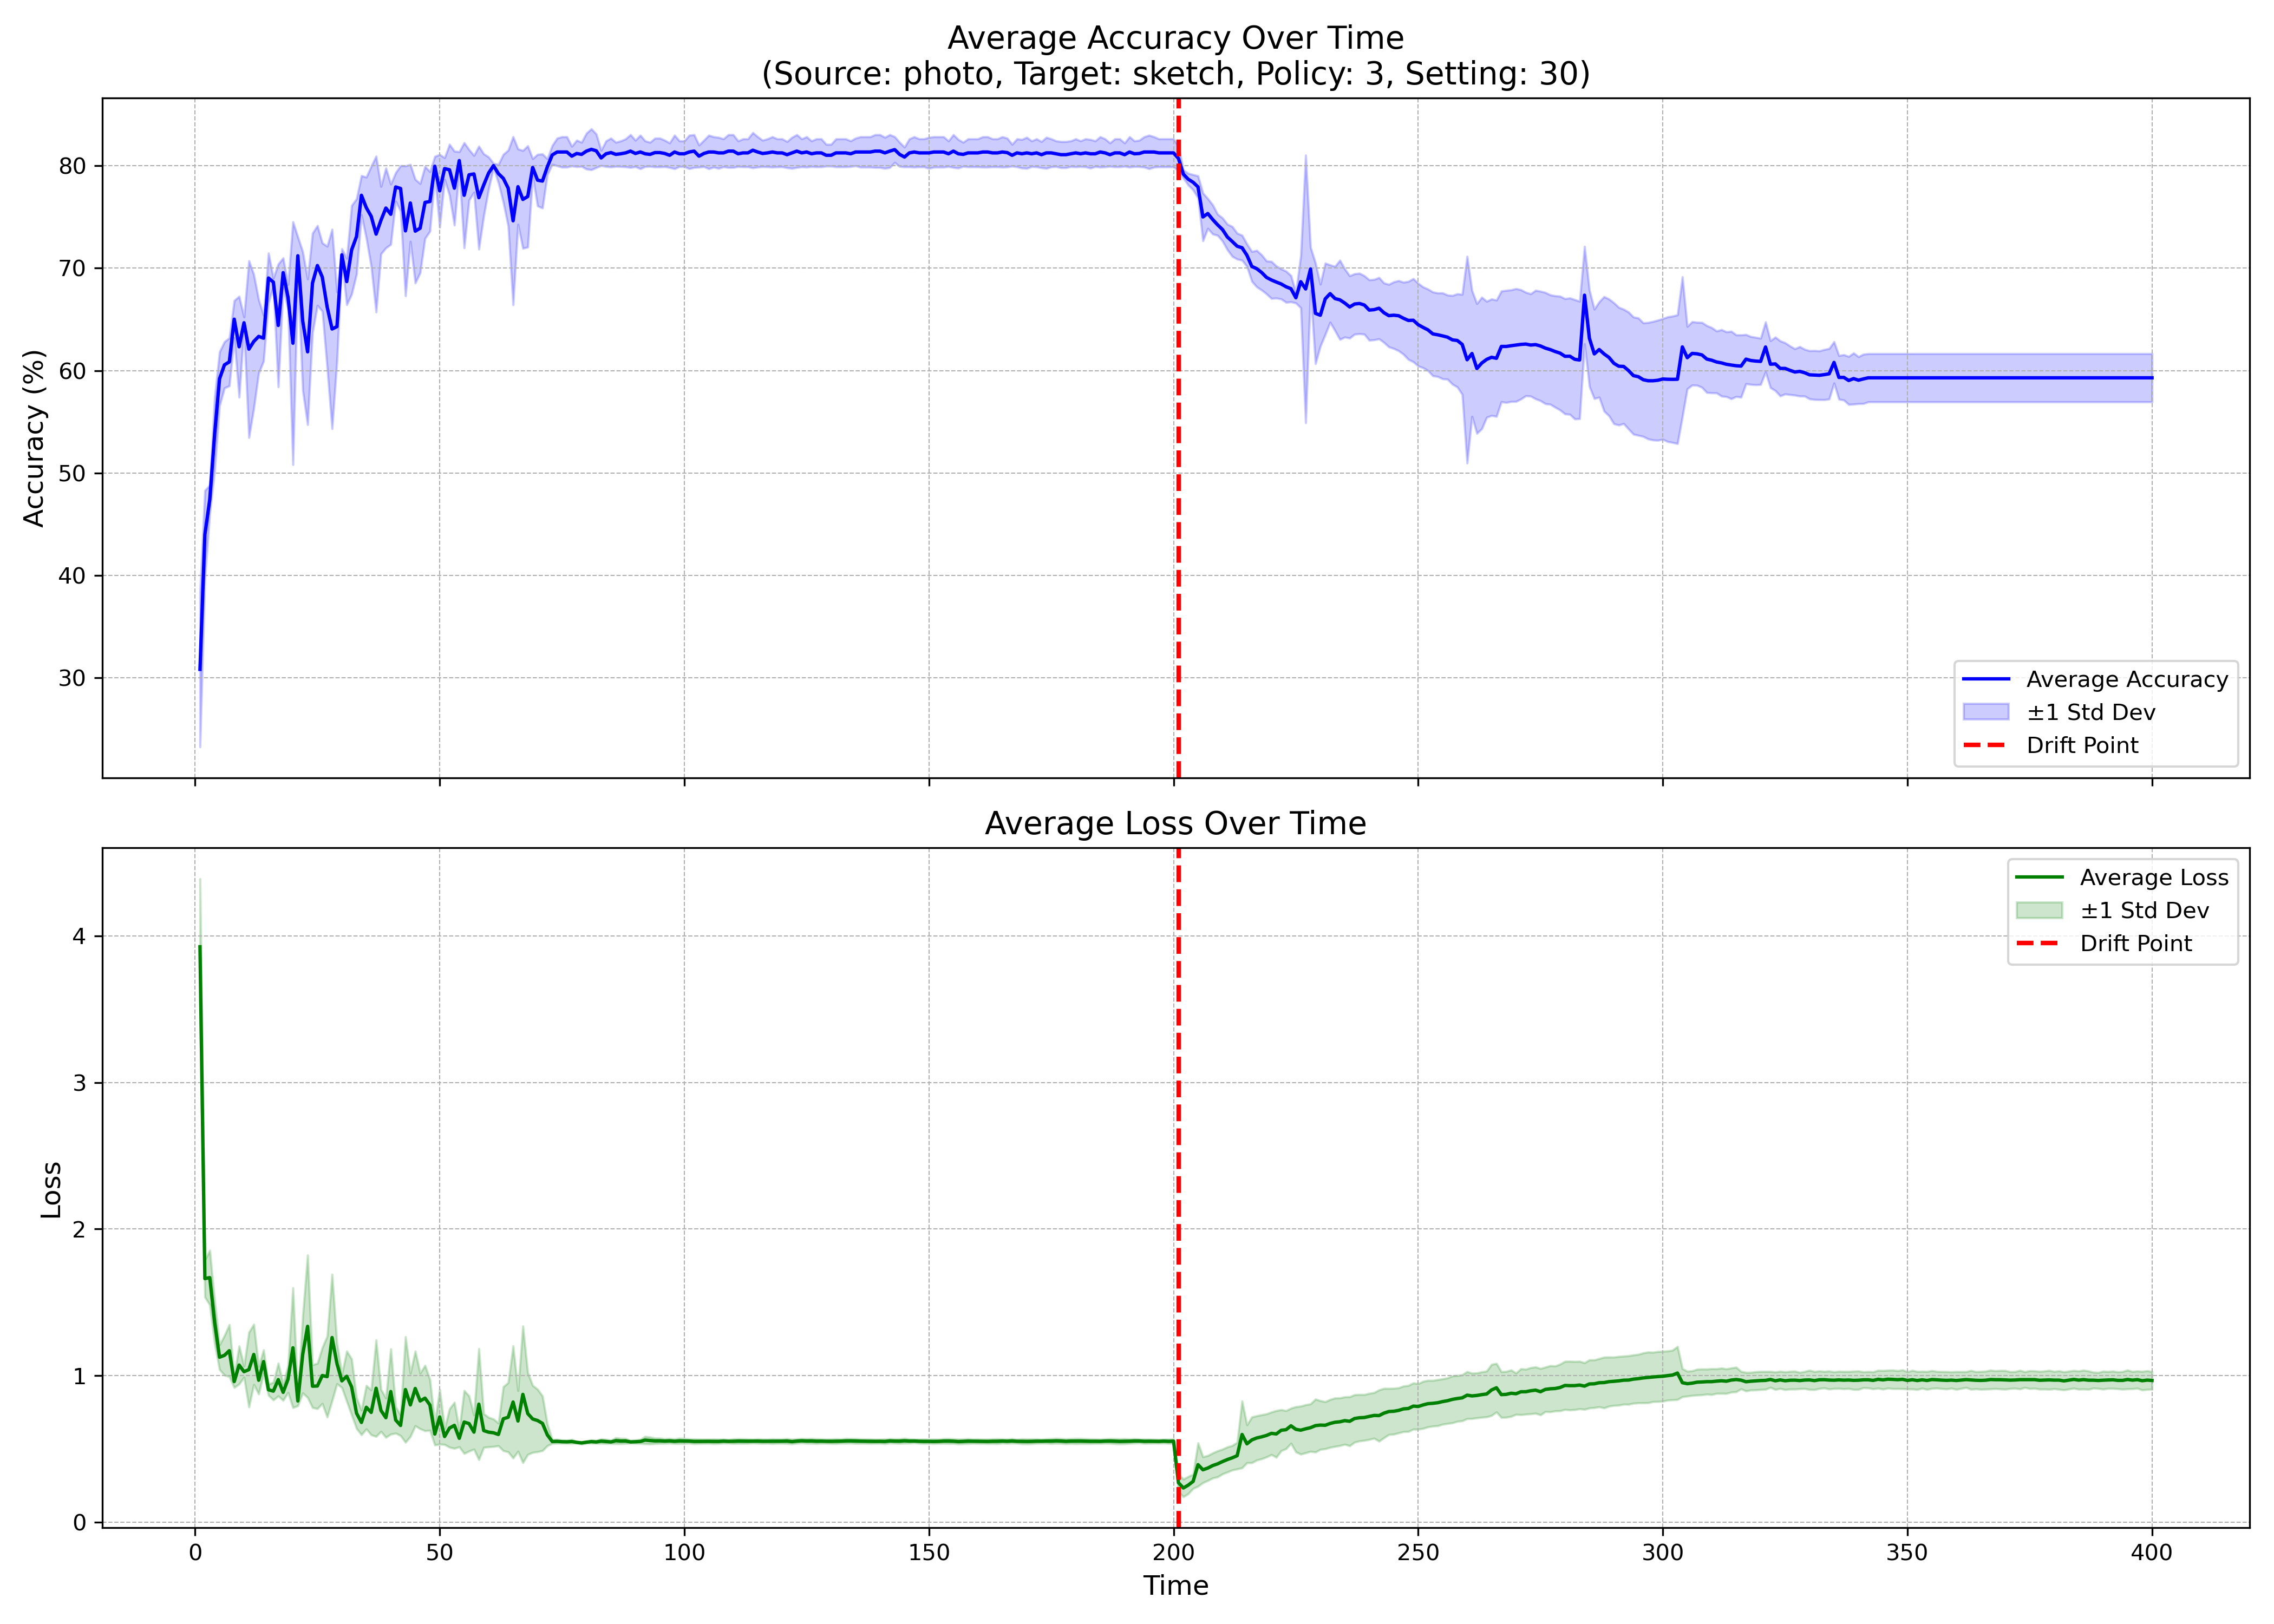 Average Accuracy Over Time
(Source: photo, Target: sketch, Policy: 3, Setting: 30)
Accuracy (%)
80
70
60
50
40
30
Average Accuracy
±1 Std Dev
Drift Point
Average Loss Over Time
Loss
4
3
2
1
0
Average Loss
±1 Std Dev
Drift Point
0 50 100 150 200 250 300 350 400
Time